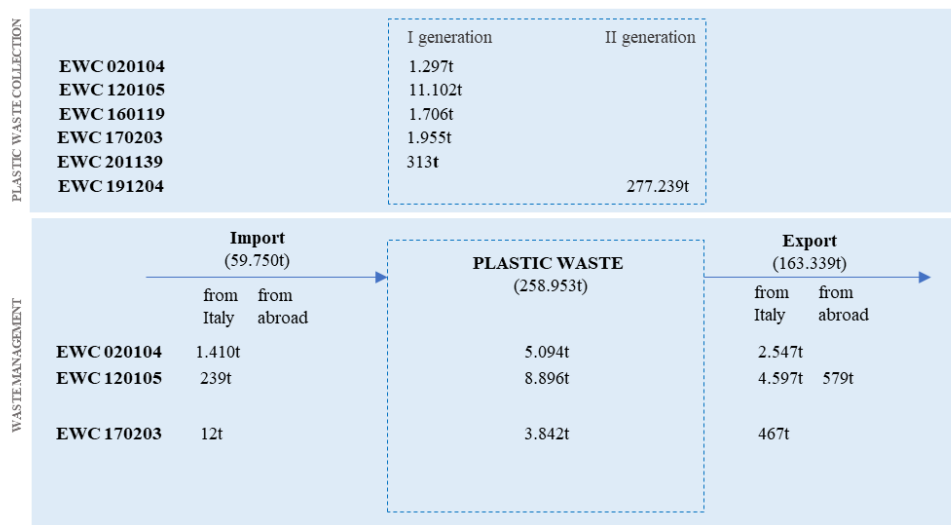 PLASTIC WASTE COLLECTION
I generation II generation
EWC 020104 1.297t
EWC 120105 11.102t
EWC 160119 1.706t
EWC 170203 1.955t
EWC 201139 313t
EWC 191204 277.239t
WASTE MANAGEMENT
Import
(59.750t)
PLASTIC WASTE
(258.953t)
Export
(163.339t)
from Italy
from abroad
from Italy
from abroad
EWC 020104 1.410t 5.094t 2.547t
EWC 120105 239t 8.896t 4.597t 579t
EWC 170203 12t 3.842t 467t